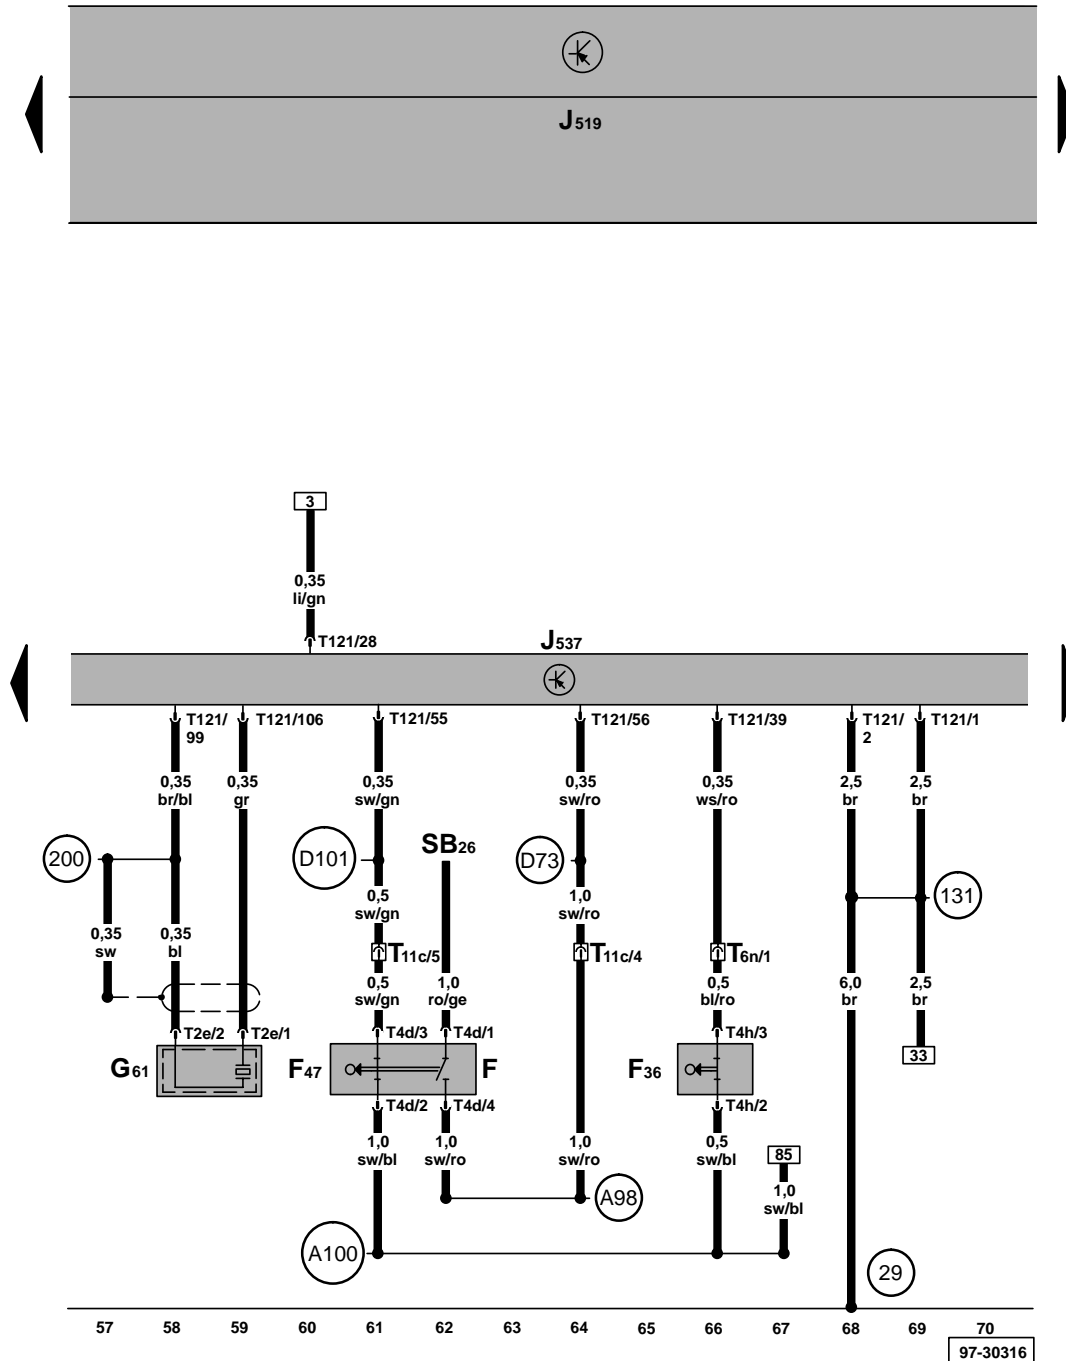 J519
3
0,35
li/gn
T121/28
J537
T121/
99
T121/106
T121/55
T121/56
T121/39
T121/
2
T121/1
0,35
br/bl
0,35
gr
0,35
sw/gn
0,35
sw/ro
0,35
ws/ro
2,5
br
2,5
br
200
D101
SB26
D73
131
0,35
sw
0,35
bl
0,5
sw/gn
1,0
sw/ro
T11c/5
T11c/4
T6n/1
0,5
sw/gn
1,0
ro/ge
0,5
bl/ro
6,0
br
2,5
br
T2e/2
T2e/1
T4d/3
T4d/1
T4h/3
33
G61
F47
F
F36
T4d/2
T4d/4
T4h/2
1,0
sw/bl
1,0
sw/ro
1,0
sw/ro
0,5
sw/bl
85
1,0
sw/bl
A98
A100
29
57 58 59 60 61 62 63 64 65 66 67 68 69 70
97-30316